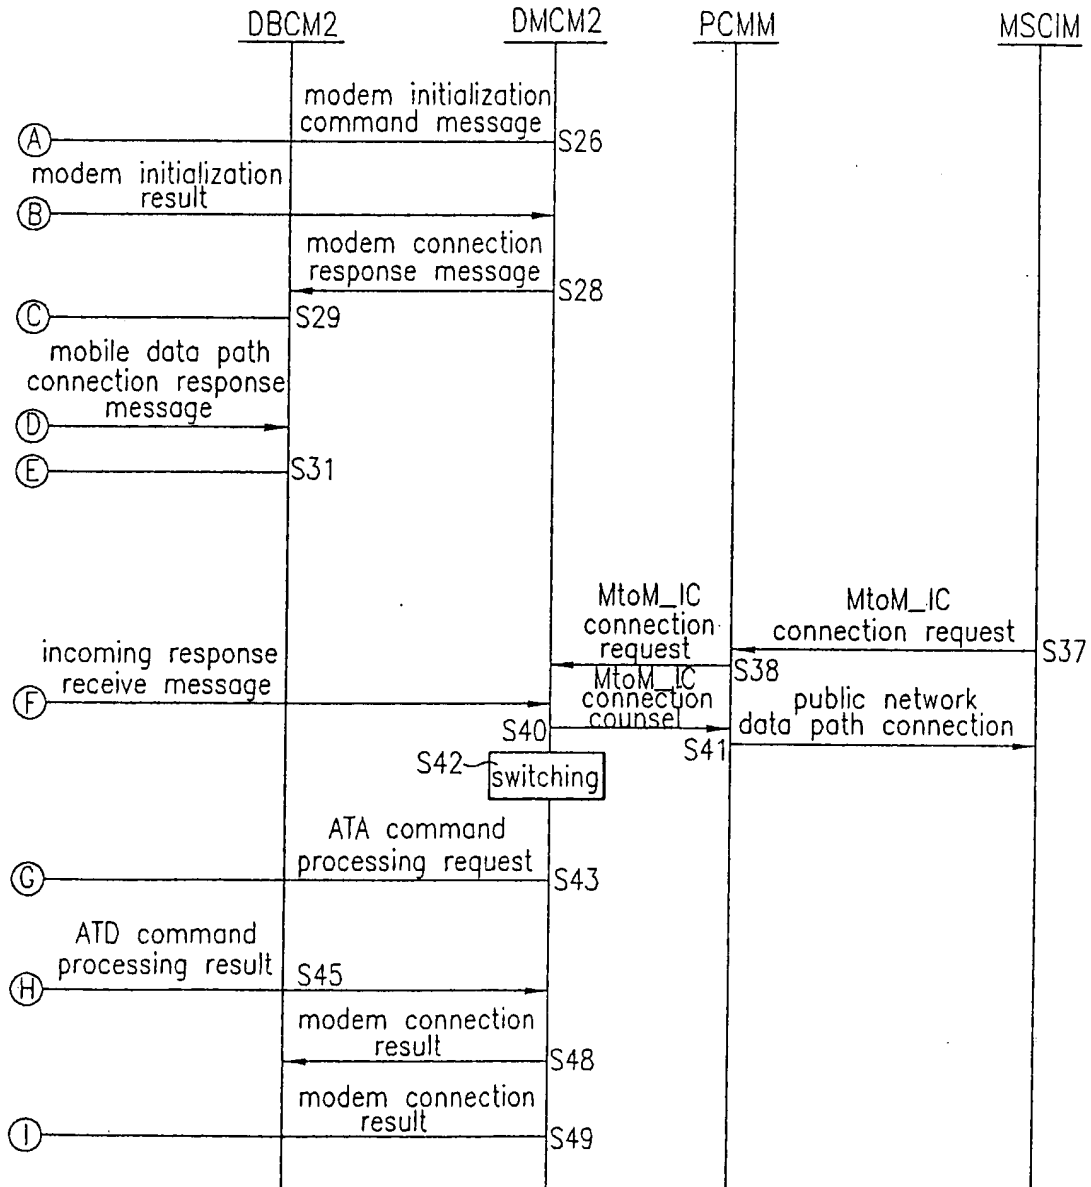 DBCM2
DMCM2
PCMM
MSCIM
modem initialization
command message
A
S26
modem initialization
result
B
modem connection
response message
S28
C
S29
mobile data path
connection response
message
D
E
S31
MtoM_IC
connection
request
MtoM_IC
connection request
S37
S38
incoming response
receive message
F
MtoM_IC
connection
counsel
S40
public network
data path connection
S41
S42
switching
ATA command
processing request
G
S43
ATD command
processing result
H
S45
modem connection
result
S48
modem connection
result
I
S49